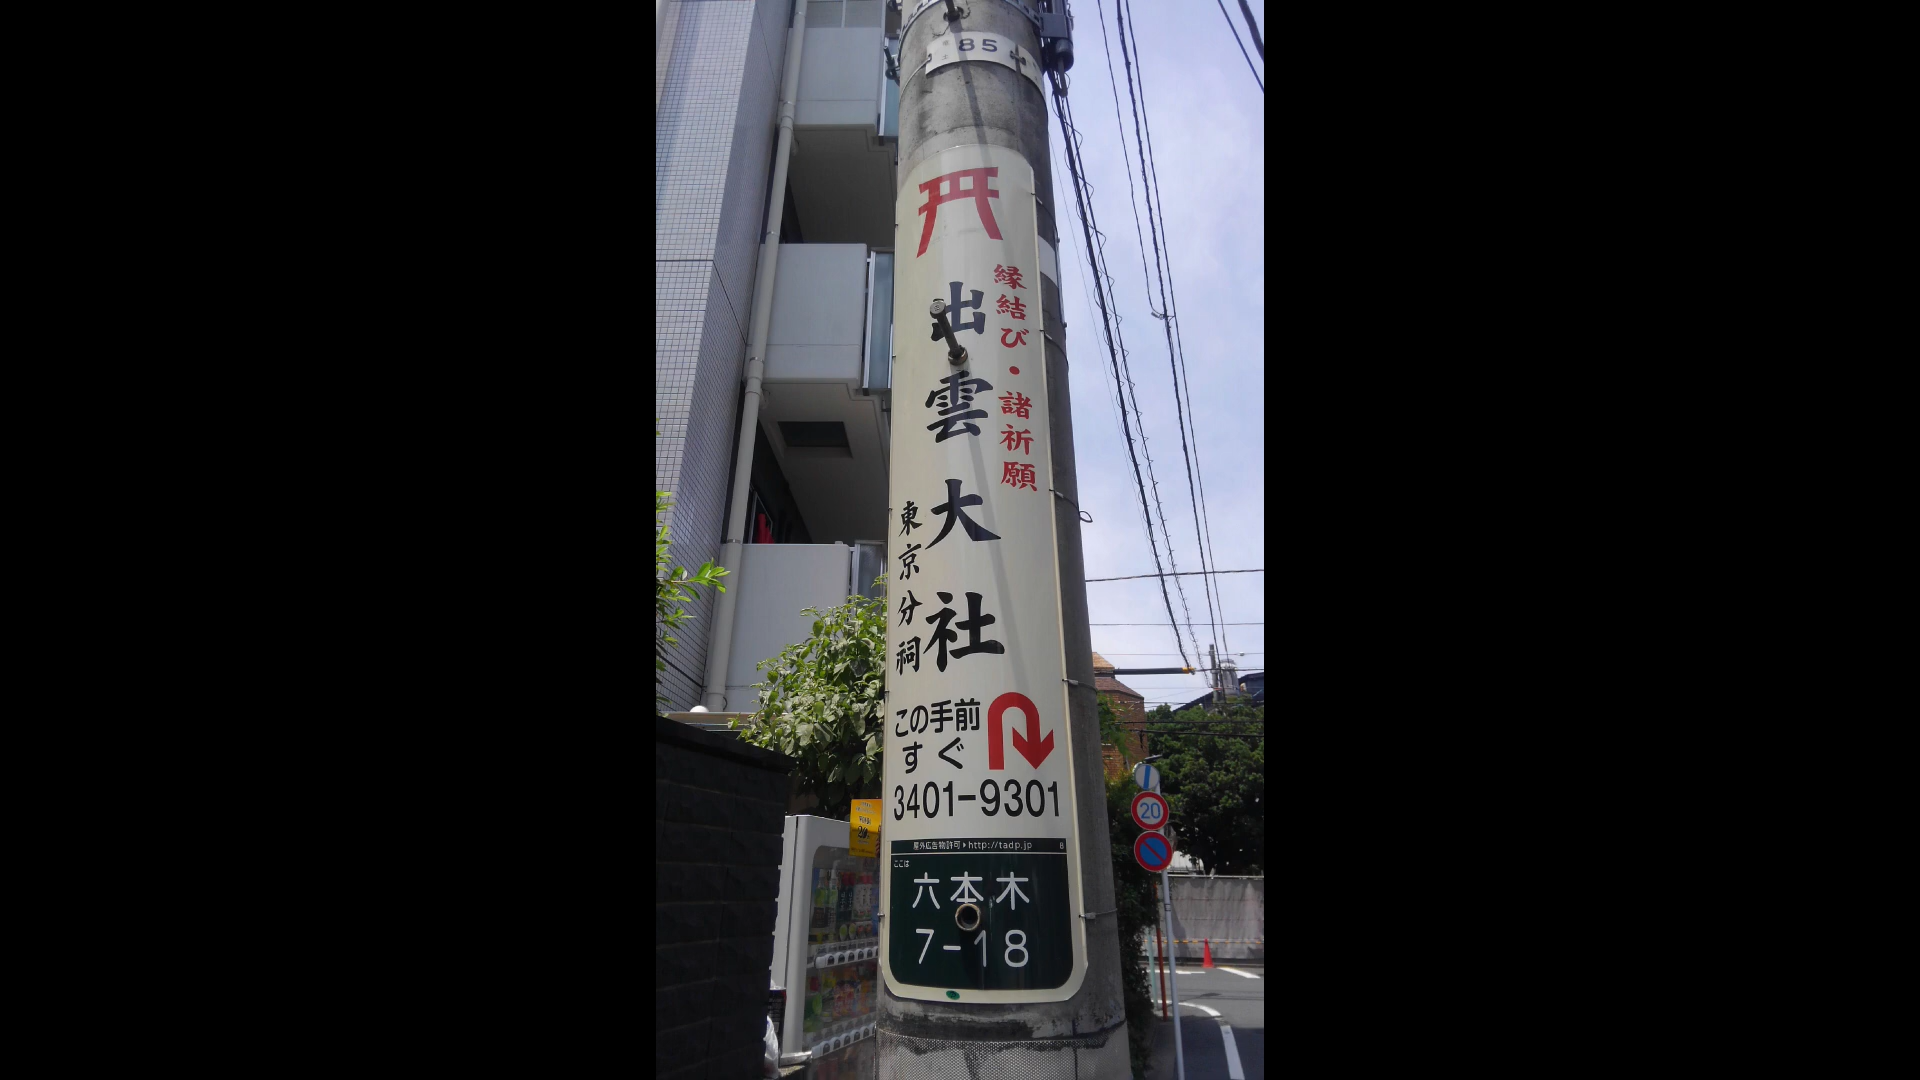 85
縁結び・諸祈願
出雲大社
東京分祠
この手前
すぐ
3401-9301
屋外広告物許可▶http://tadp.jp
8
ここは
六本木
7-18
20